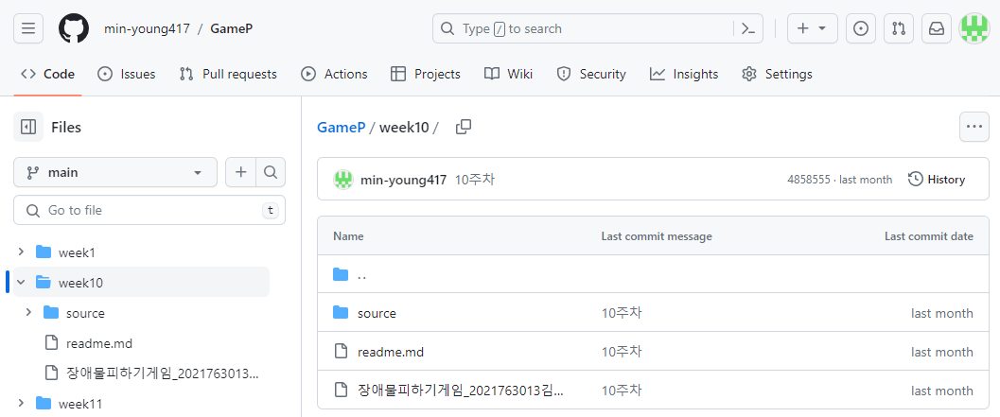 min-young417 / GameP
Type / to search
Code
Issues
Pull requests
Actions
Projects
Wiki
Security
Insights
Settings
Files
main
Go to file
t
week1
week10
source
readme.md
장애물피하기게임_2021763013...
week11
GameP / week10 /
min-young417 10주차
4858555 · last month
History
Name Last commit message Last commit date
..
source 10주차 last month
readme.md 10주차 last month
장애물피하기게임_2021763013김... 10주차 last month